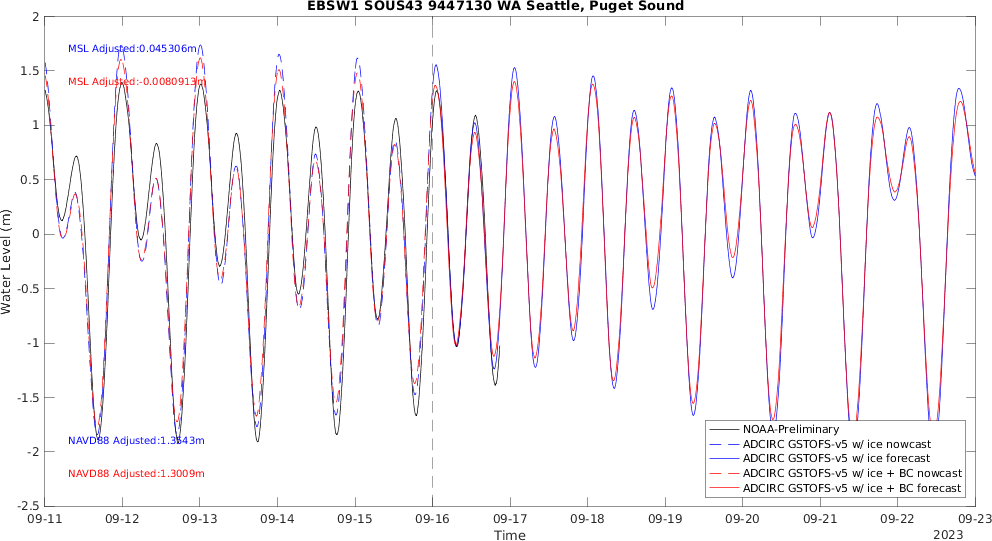 EBSW1 SOUS43 9447130 WA Seattle, Puget Sound
2
1.5
1
0.5
0
-0.5
-1
-1.5
-2
-2.5
Water Level (m)
MSL Adjusted:0.045306m
MSL Adjusted:-0.0080913m
NAVD88 Adjusted:1.3543m
NAVD88 Adjusted:1.3009m
NOAA-Preliminary
ADCIRC GSTOFS-v5 w/ ice nowcast
ADCIRC GSTOFS-v5 w/ ice forecast
ADCIRC GSTOFS-v5 w/ ice + BC nowcast
ADCIRC GSTOFS-v5 w/ ice + BC forecast
09-11 09-12 09-13 09-14 09-15 09-16 09-17 09-18 09-19 09-20 09-21 09-22 09-23
Time
2023